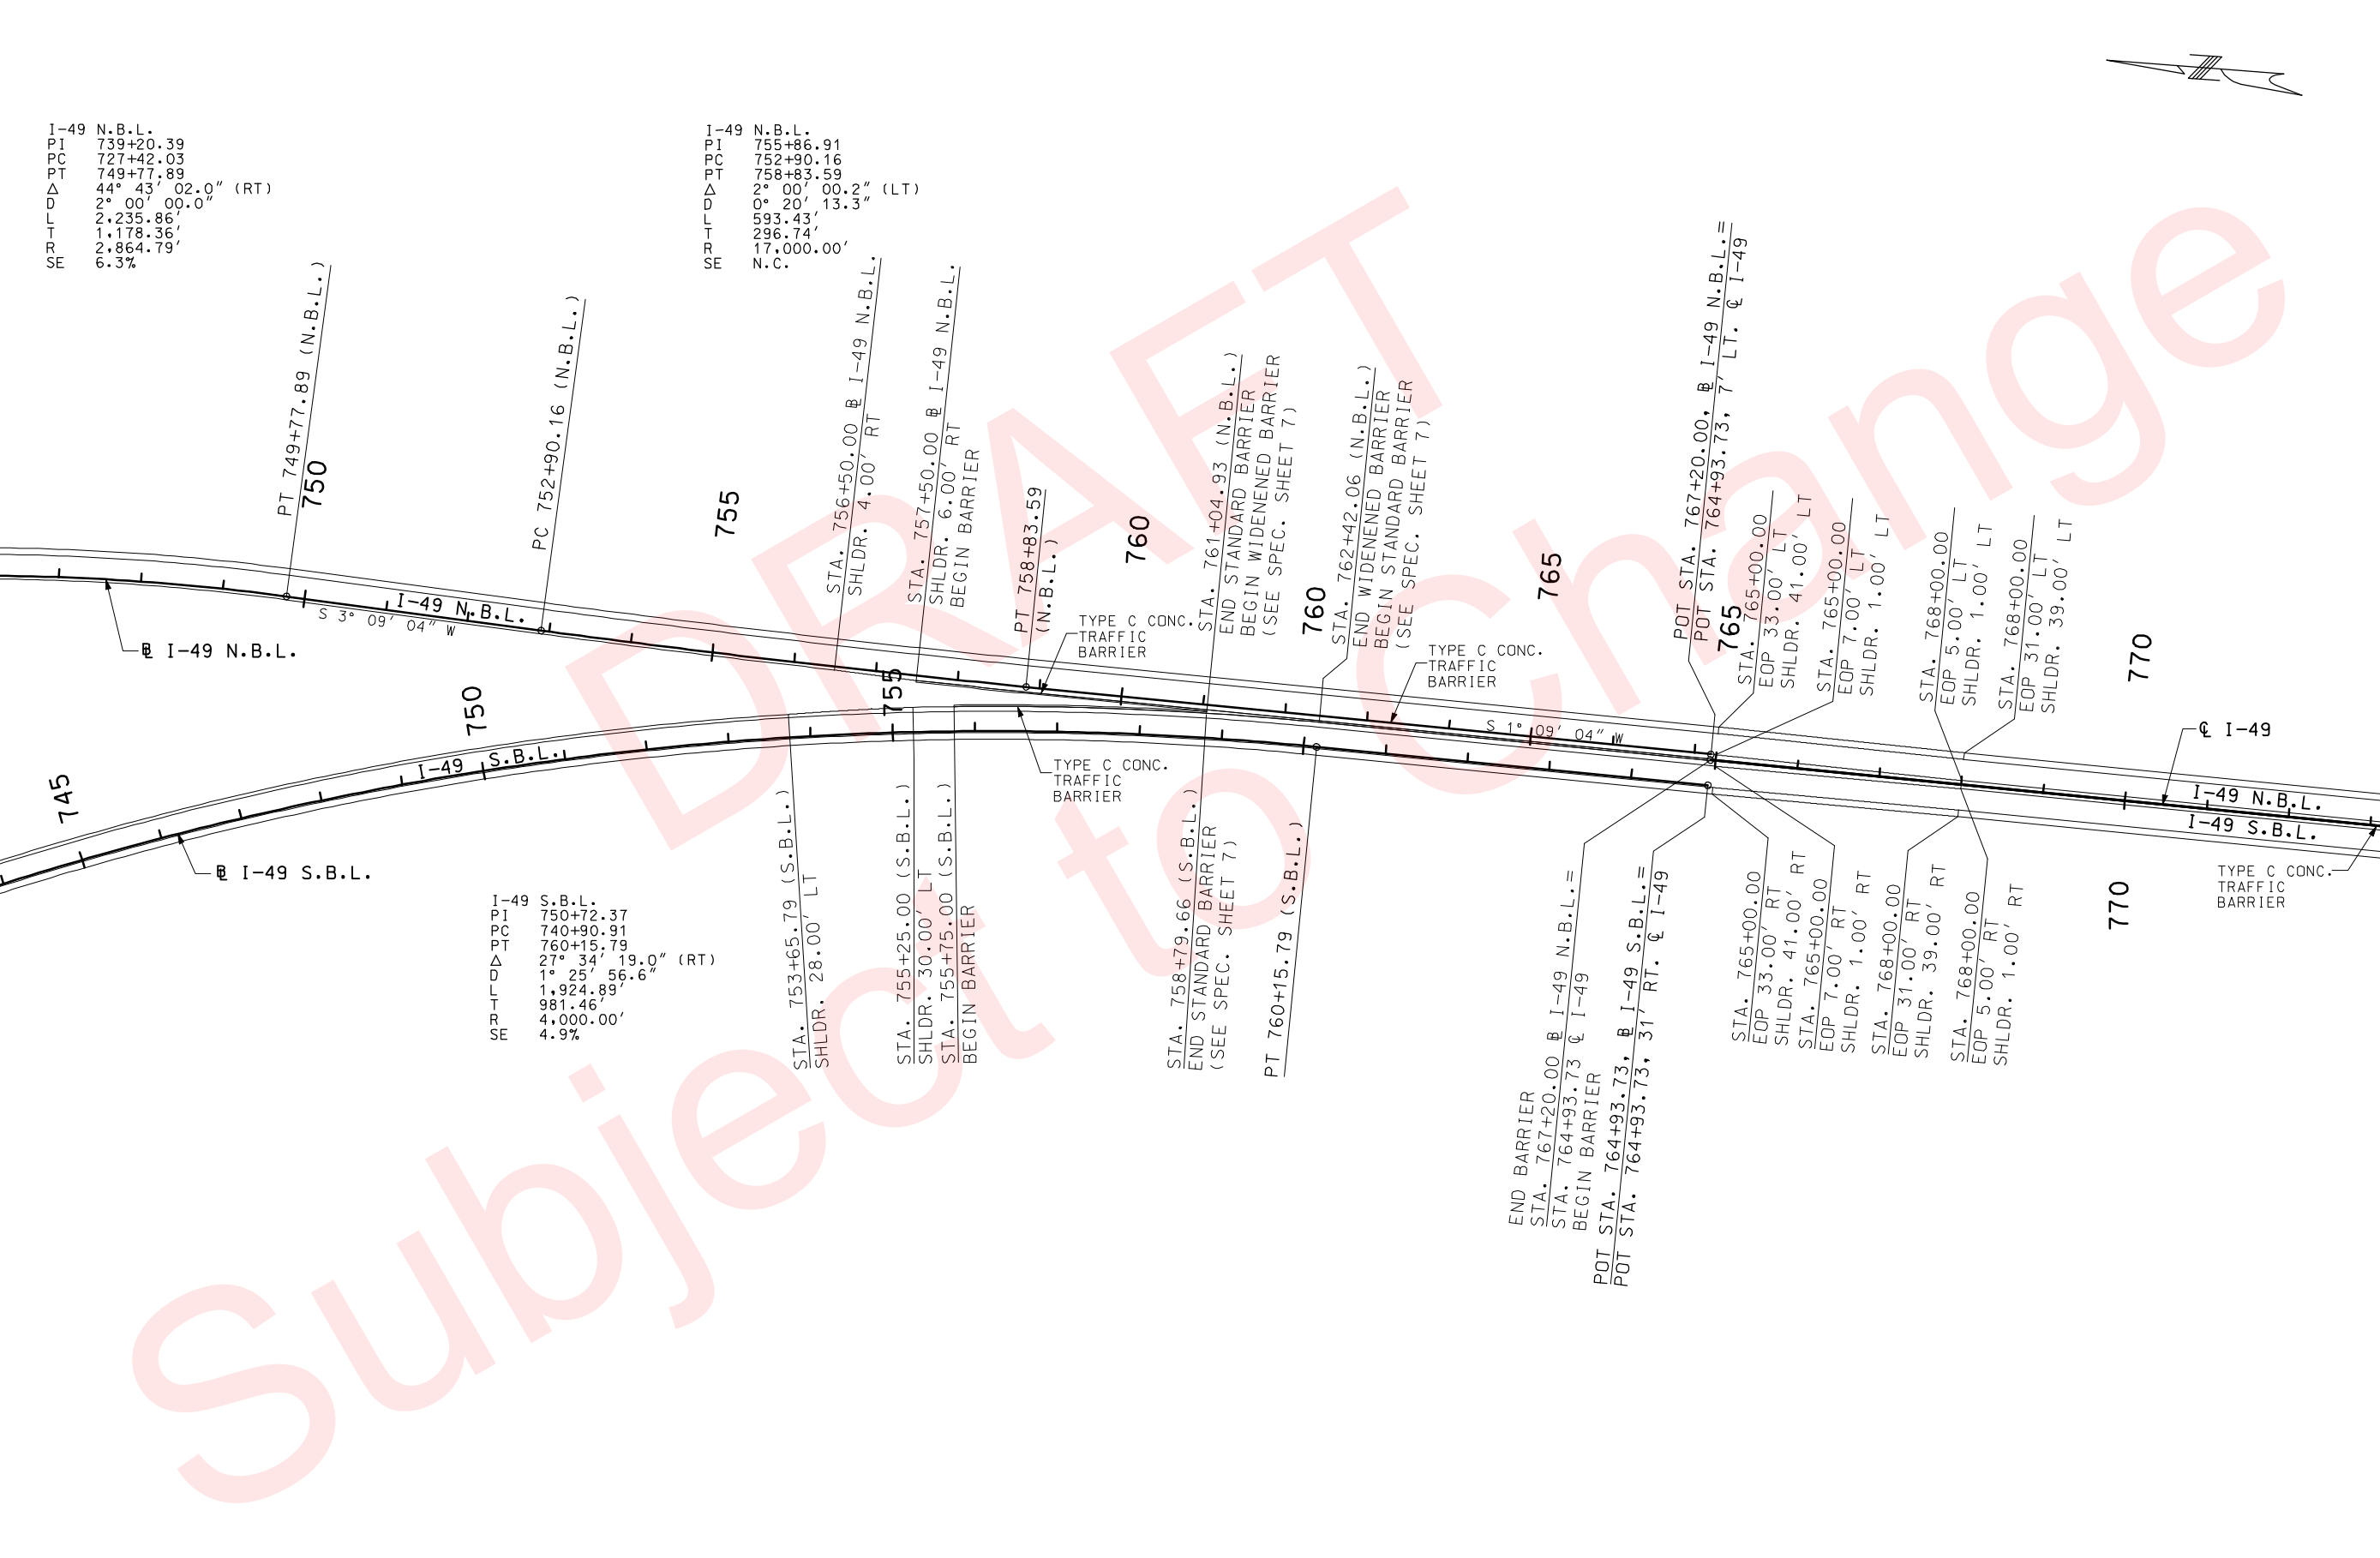 I-49 N.B.L.
PI 739+20.39
PC 727+42.03
PT 749+77.89
Δ 44° 43′ 02.0″ (RT)
D 2° 00′ 00.0″
L 2,235.86′
T 1,178.36′
R 2,864.79′
SE 6.3%
I-49 N.B.L.
PI 755+86.91
PC 752+90.16
PT 758+83.59
Δ 2° 00′ 00.2″ (LT)
D 0° 20′ 13.3″
L 593.43′
T 296.74′
R 17,000.00′
SE N.C.
PT 749+77.89 (N.B.L.)
750
PC 752+90.16 (N.B.L.)
755
STA. 756+50.00 ⅊ I-49 N.B.L.
SHLDR. 4.00′ RT
STA. 757+50.00 ⅊ I-49 N.B.L.
SHLDR. 6.00′ RT
BEGIN BARRIER
PT 758+83.59
(N.B.L.)
760
STA. 761+04.93 (N.B.L.)
END STANDARD BARRIER
BEGIN WIDENENED BARRIER
(SEE SPEC. SHEET 7)
760
STA. 762+42.06 (N.B.L.)
END WIDENENED BARRIER
BEGIN STANDARD BARRIER
(SEE SPEC. SHEET 7)
765
POT STA. 767+20.00, ⅊ I-49 N.B.L.=
POT STA. 764+93.73, 7′ LT. ℄ I-49
765
STA. 765+00.00
EOP 33.00′ LT
SHLDR. 41.00′ LT
STA. 765+00.00
EOP 7.00′ LT
SHLDR. 1.00′ LT
STA. 768+00.00
EOP 5.00′ LT
SHLDR. 1.00′ LT
STA. 768+00.00
EOP 31.00′ LT
SHLDR. 39.00′ LT
770
I-49 N.B.L.
S 3° 09′ 04″ W
⅊ I-49 N.B.L.
TYPE C CONC.
TRAFFIC
BARRIER
TYPE C CONC.
TRAFFIC
BARRIER
S 1° 09′ 04″ W
℄ I-49
I-49 N.B.L.
I-49 S.B.L.
745
750
755
I-49 S.B.L.
⅊ I-49 S.B.L.
TYPE C CONC.
TRAFFIC
BARRIER
TYPE C CONC.
TRAFFIC
BARRIER
I-49 S.B.L.
PI 750+72.37
PC 740+90.91
PT 760+15.79
Δ 27° 34′ 19.0″ (RT)
D 1° 25′ 56.6″
L 1,924.89′
T 981.46′
R 4,000.00′
SE 4.9%
STA. 753+65.79 (S.B.L.)
SHLDR. 28.00′ LT
STA. 755+25.00 (S.B.L.)
SHLDR. 30.00′ LT
STA. 755+75.00 (S.B.L.)
BEGIN BARRIER
STA. 758+79.66 (S.B.L.)
END STANDARD BARRIER
(SEE SPEC. SHEET 7)
PT 760+15.79 (S.B.L.)
END BARRIER
STA. 767+20.00 ⅊ I-49 N.B.L.=
STA. 764+93.73 ℄ I-49
BEGIN BARRIER
POT STA. 764+93.73, ⅊ I-49 S.B.L.=
POT STA. 764+93.73, 31′ RT. ℄ I-49
STA. 765+00.00
EOP 33.00′ RT
SHLDR. 41.00′ RT
STA. 765+00.00
EOP 7.00′ RT
SHLDR. 1.00′ RT
STA. 768+00.00
EOP 31.00′ RT
SHLDR. 39.00′ RT
STA. 768+00.00
EOP 5.00′ RT
SHLDR. 1.00′ RT
770
DRAFT
Subject to Change